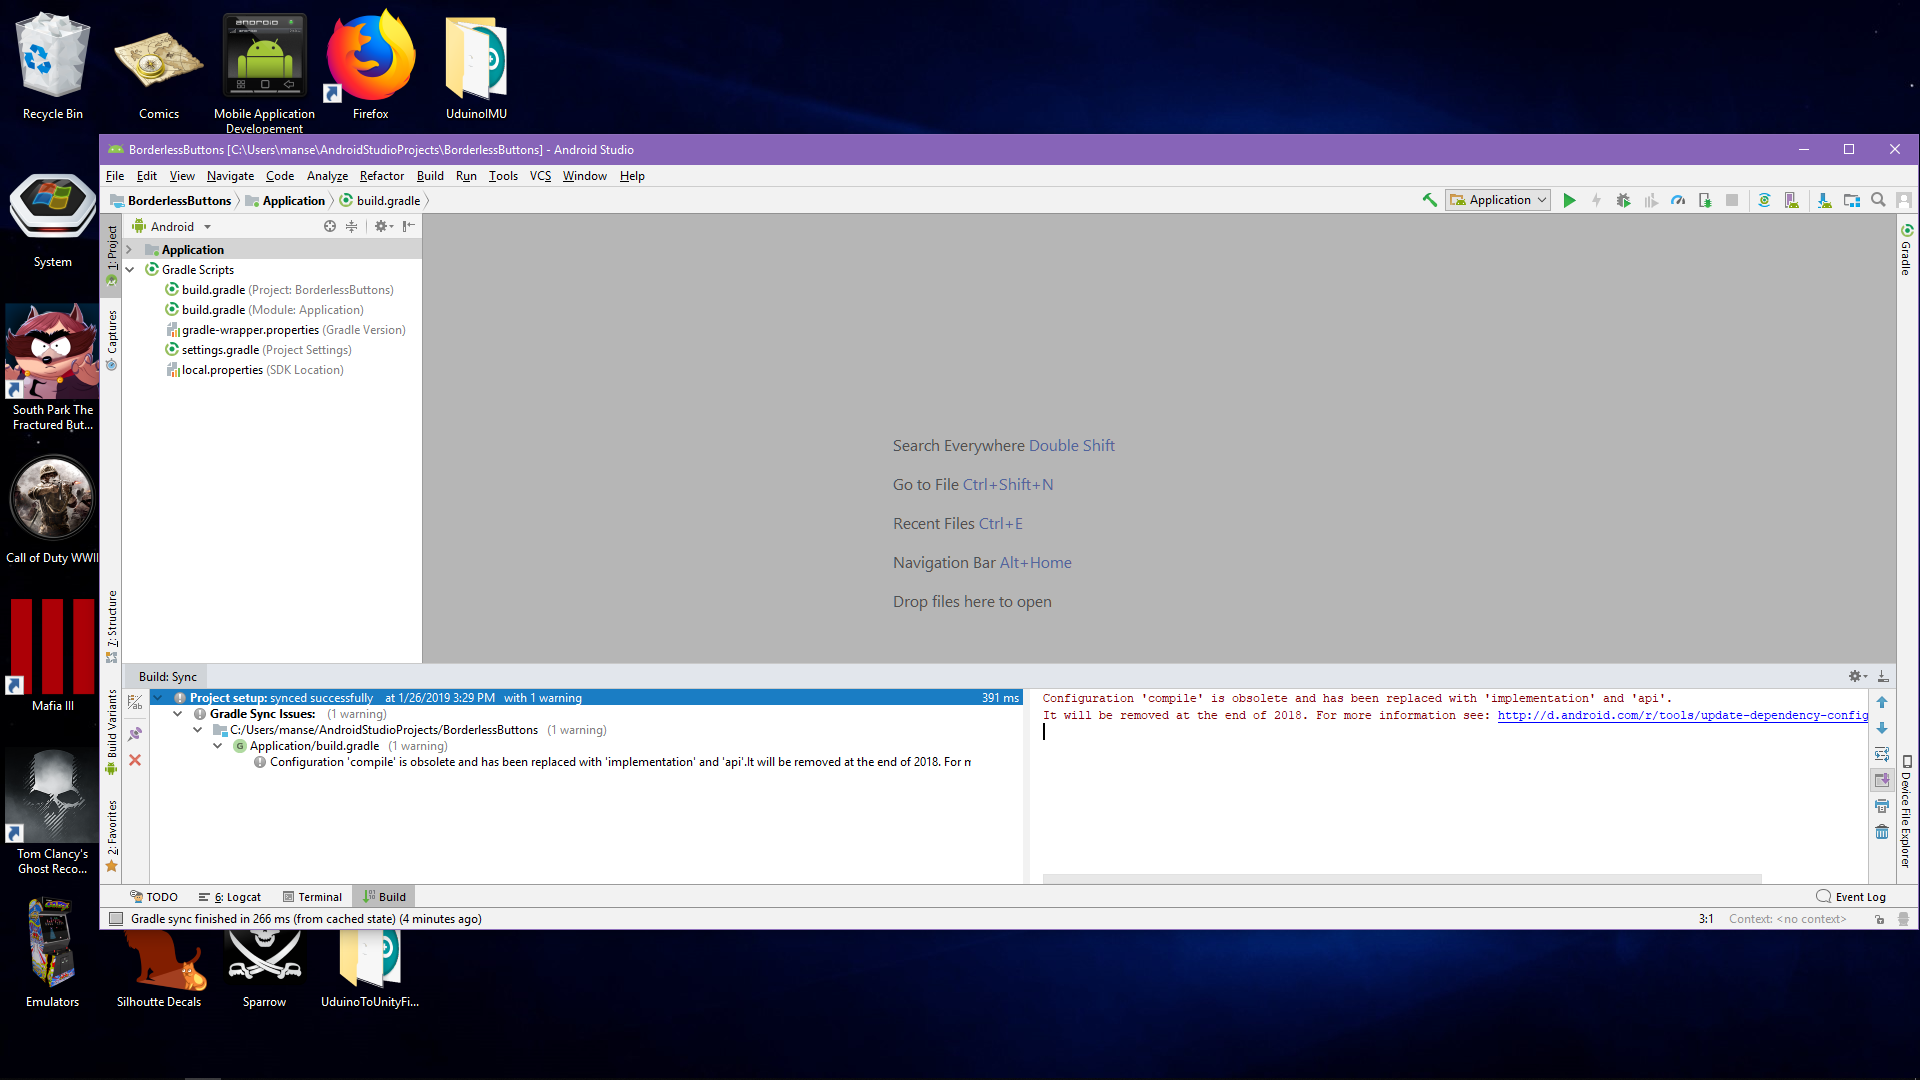 Recycle Bin
Comics
android
Mobile Application
Developement
Firefox
UduinoIMU
System
South Park The
Fractured But...
Call of Duty WWII
Mafia III
Tom Clancy's
Ghost Reco...
Emulators
Silhoutte Decals
Sparrow
UduinoToUnityFi...
BorderlessButtons [C:\Users\manse\AndroidStudioProjects\BorderlessButtons] - Android Studio
File Edit View Navigate Code Analyze Refactor Build Run Tools VCS Window Help
BorderlessButtons Application build.gradle
Application
1: Project
Captures
7: Structure
Build Variants
2: Favorites
Android
Application
Gradle Scripts
build.gradle (Project: BorderlessButtons)
build.gradle (Module: Application)
gradle-wrapper.properties (Gradle Version)
settings.gradle (Project Settings)
local.properties (SDK Location)
Search Everywhere Double Shift
Go to File Ctrl+Shift+N
Recent Files Ctrl+E
Navigation Bar Alt+Home
Drop files here to open
Gradle
Device File Explorer
Build: Sync
Project setup: synced successfully at 1/26/2019 3:29 PM with 1 warning 391 ms
Gradle Sync Issues: (1 warning)
C:/Users/manse/AndroidStudioProjects/BorderlessButtons (1 warning)
Application/build.gradle (1 warning)
Configuration 'compile' is obsolete and has been replaced with 'implementation' and 'api'.It will be removed at the end of 2018. For m
Configuration 'compile' is obsolete and has been replaced with 'implementation' and 'api'.
It will be removed at the end of 2018. For more information see: http://d.android.com/r/tools/update-dependency-config
TODO 6: Logcat Terminal Build Event Log
Gradle sync finished in 266 ms (from cached state) (4 minutes ago) 3:1 Context: <no context>